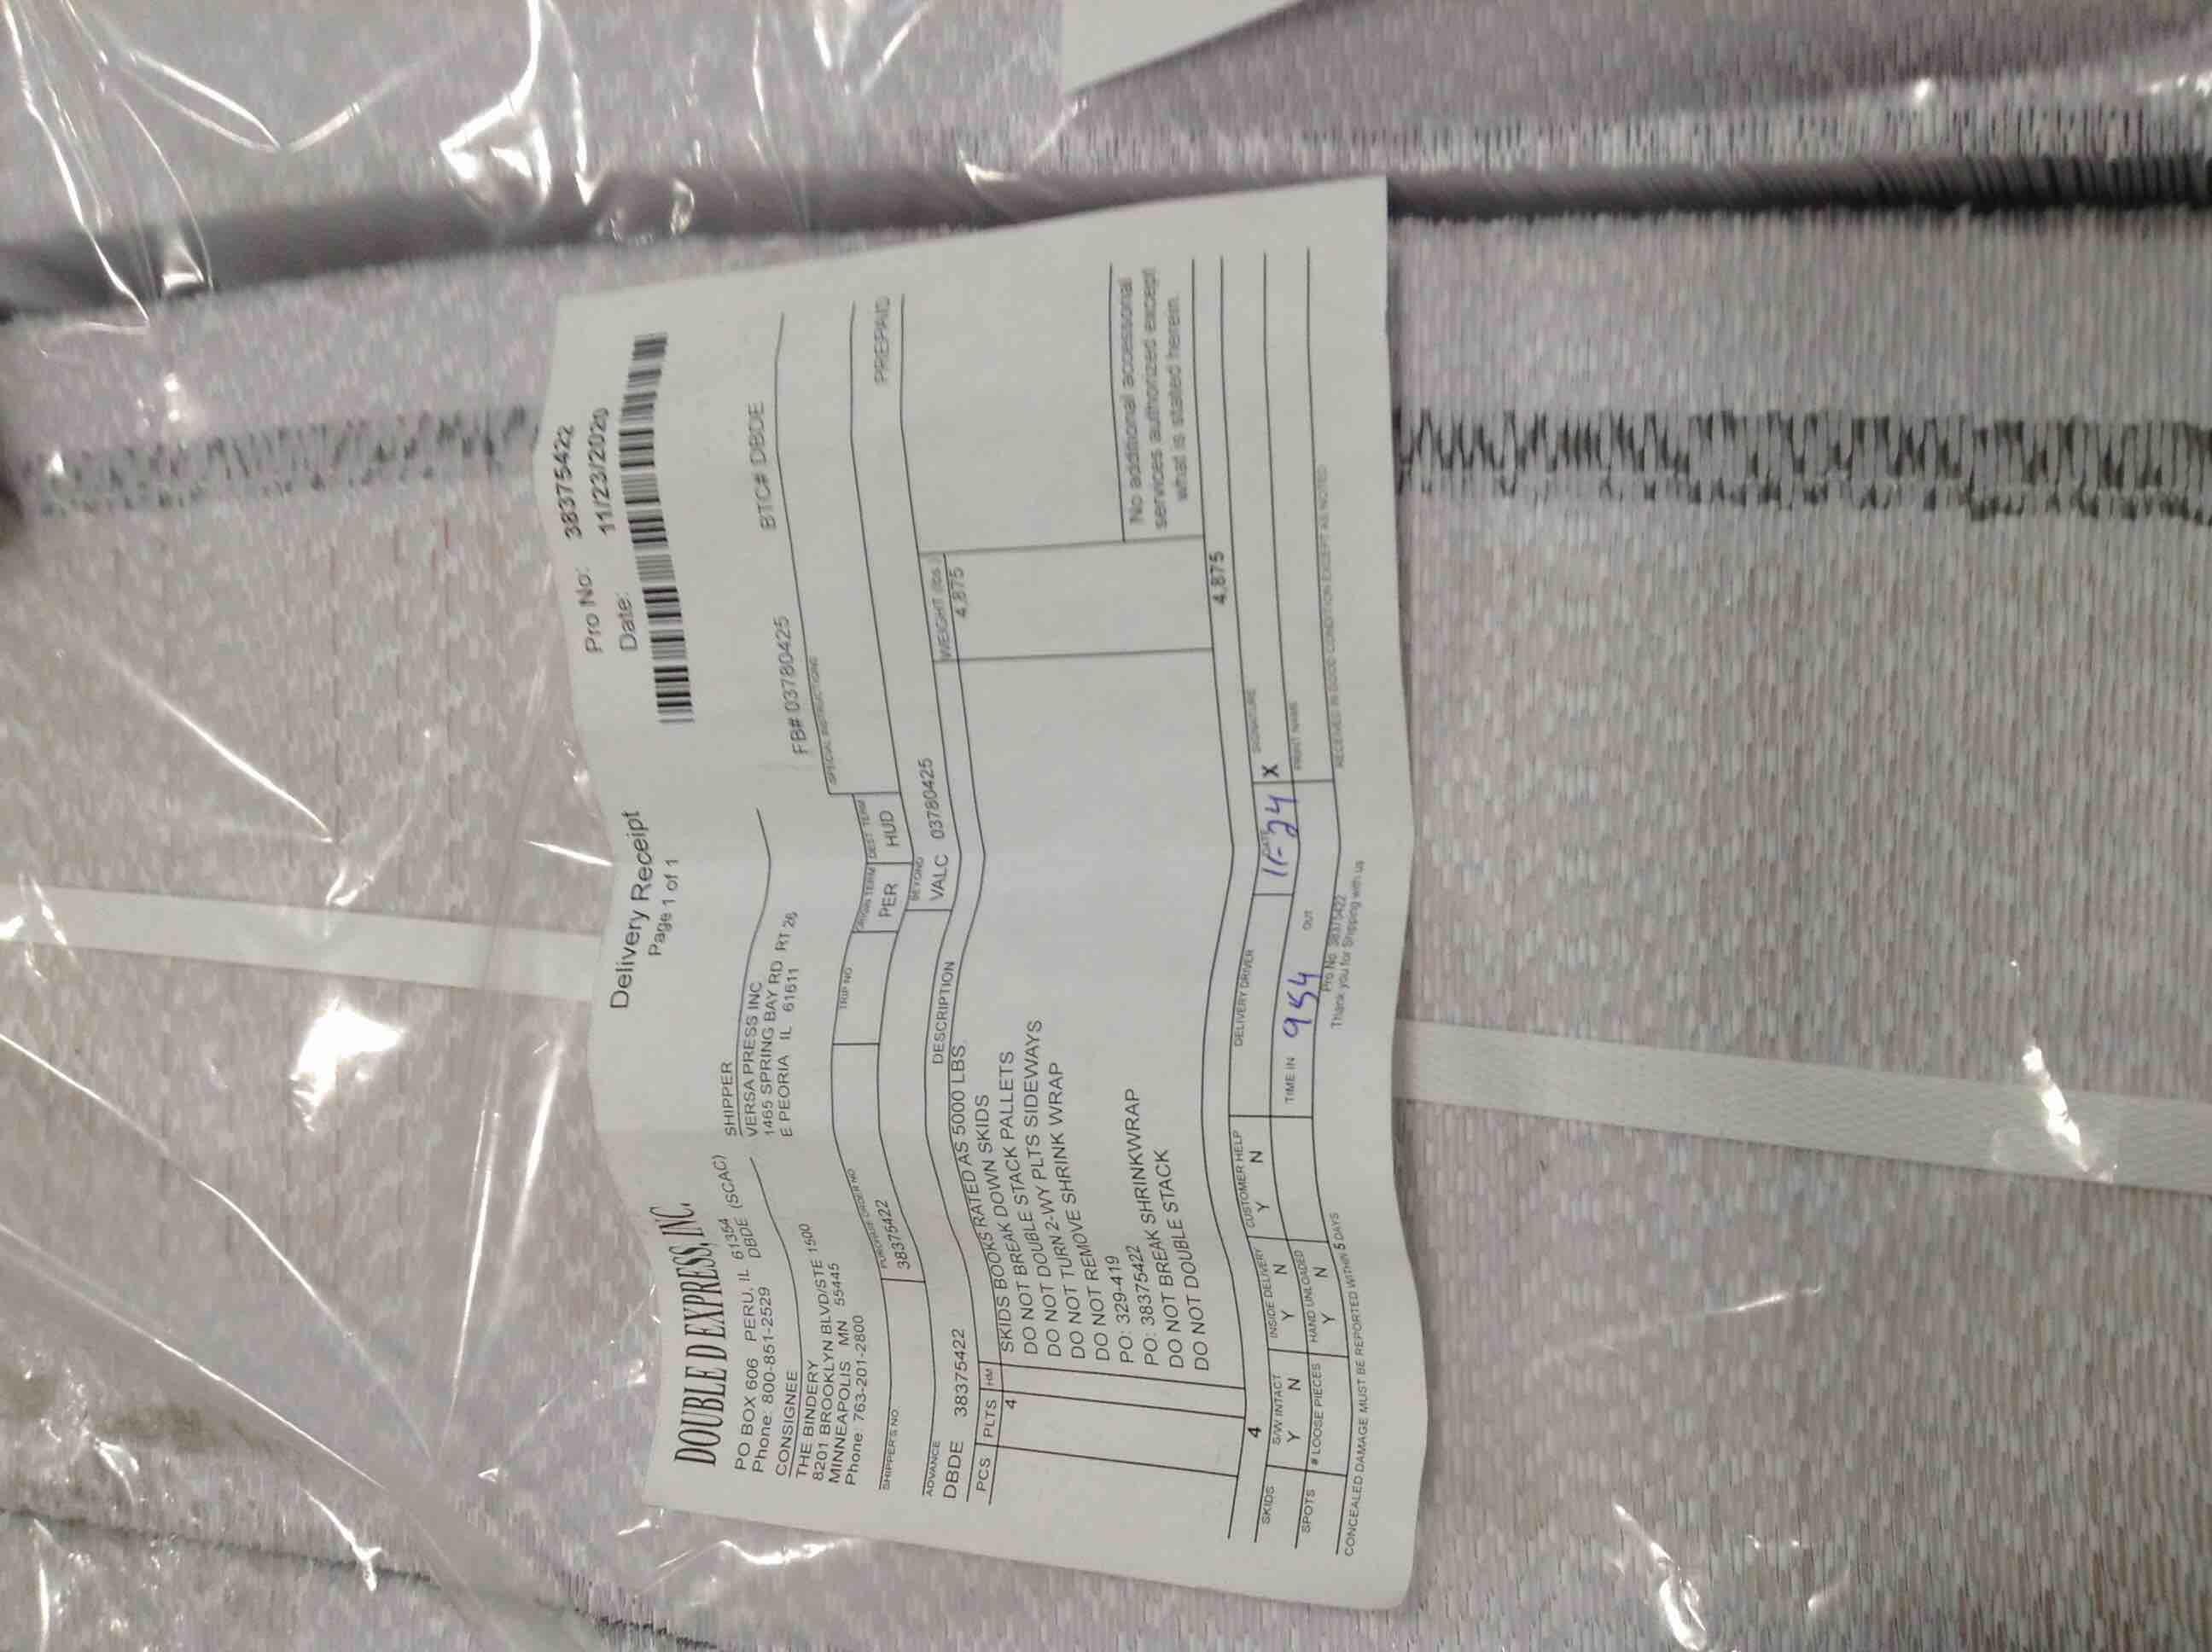 DOUBLE D EXPRESS, INC.
PO BOX 606 PERU, IL 61354
Phone: 800-851-2529 DBDE (SCAC)
Delivery Receipt
Page 1 of 1
Pro No: 38375422
Date: 11/23/2020
CONSIGNEE
THE BINDERY
8201 BROOKLYN BLVD/STE 1500
MINNEAPOLIS MN 55445
Phone: 763-201-2800
SHIPPER
VERSA PRESS INC
1465 SPRING BAY RD RT 26
E PEORIA IL 61611
FB# 03780425 BTC# DBDE
SHIPPER'S NO
PURCHASE ORDER NO
38375422
TRIP NO
ORIGIN TERM
PER
DEST TERM
HUD
SPECIAL INSTRUCTIONS
PREPAID
ADVANCE
DBDE 38375422
BEYOND
VALC 03780425
PCS PLTS HM DESCRIPTION WEIGHT (lbs.)
4 SKIDS BOOKS RATED AS 5000 LBS 4,875
DO NOT BREAK DOWN SKIDS
DO NOT DOUBLE STACK PALLETS
DO NOT TURN 2-WY PLTS SIDEWAYS
DO NOT REMOVE SHRINK WRAP
PO: 329-419
PO: 38375422
DO NOT BREAK SHRINKWRAP
DO NOT DOUBLE STACK
No additional accessorial
services authorized except
what is stated herein.
4 4,875
SKIDS S/W INTACT INSIDE DELIVERY CUSTOMER HELP DELIVERY DRIVER DATE SIGNATURE
Y N Y N Y N 11-24 X
SPOTS # LOOSE PIECES HAND UNLOADED TIME IN 954 OUT PRINT NAME
Y N
CONCEALED DAMAGE MUST BE REPORTED WITHIN 5 DAYS
Pro No 38375422
Thank you for Shipping with us
RECEIVED IN GOOD CONDITION EXCEPT AS NOTED